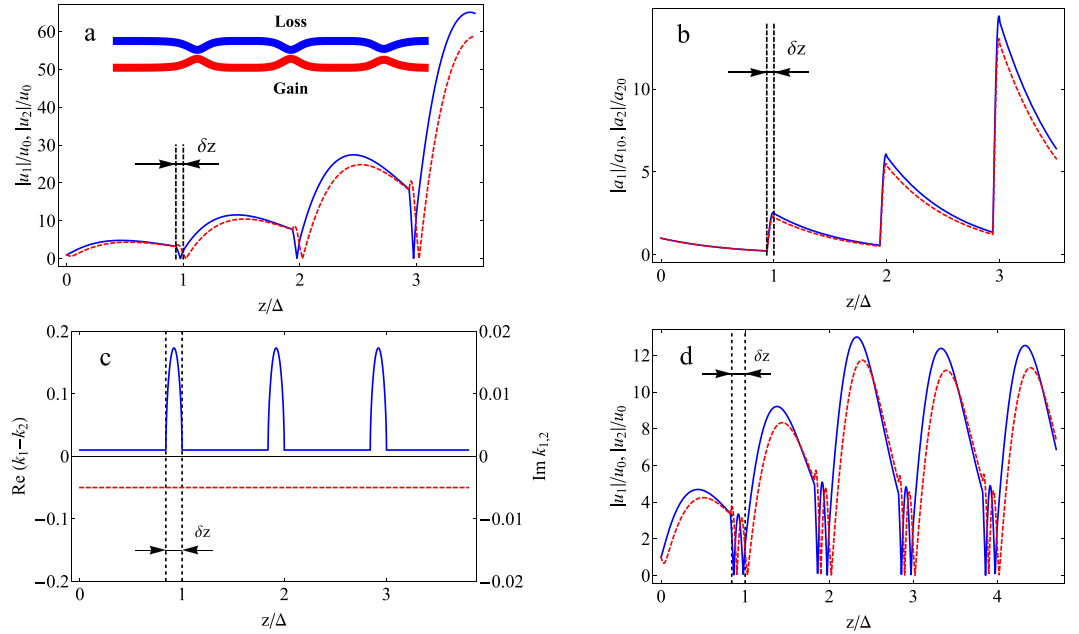 a
Loss
Gain
δz
|u₁|/u₀, |u₂|/u₀
60
50
40
30
20
10
0
0 1 2 3
z/Δ
b
δz
|a₁|/a₁₀, |a₂|/a₂₀
10
5
0
0 1 2 3
z/Δ
c
δz
Re (k₁−k₂)
0.2
0.1
0
−0.1
−0.2
0.02
0.01
0
−0.01
−0.02
Im k₁,₂
0 1 2 3
z/Δ
d
δz
|u₁|/u₀, |u₂|/u₀
12
10
8
6
4
2
0
0 1 2 3 4
z/Δ